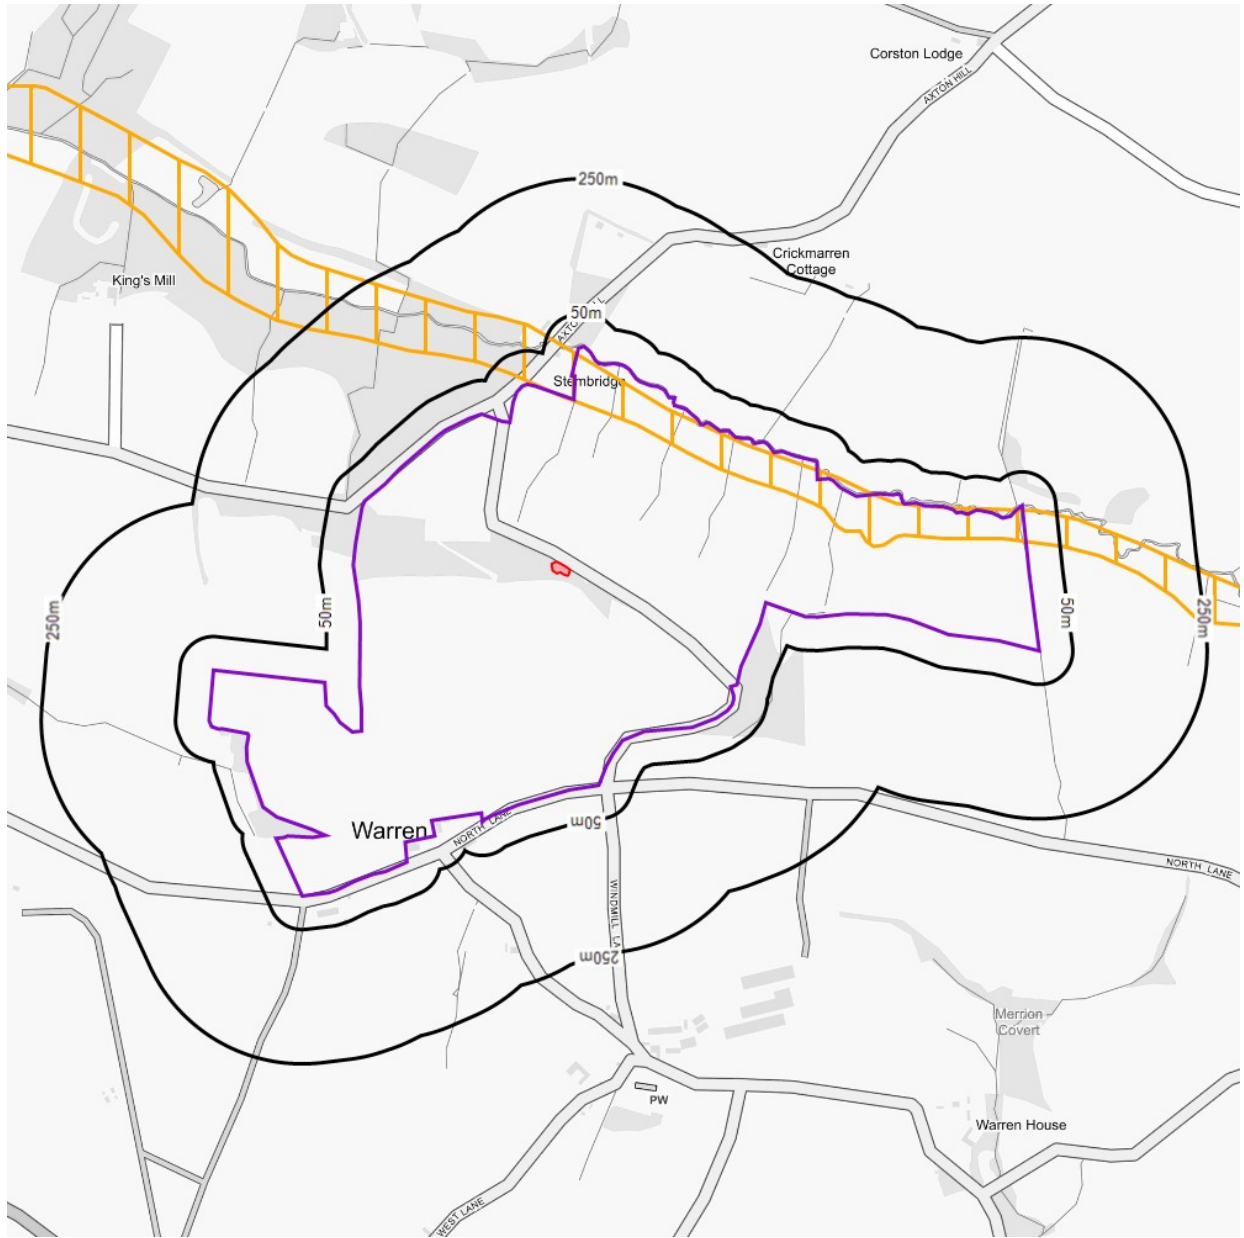 Corston Lodge
AXTON HILL
250m
Crickmarren
Cottage
King's Mill
50m
Stembridge
50m
50m
250m
250m
50m
Warren
NORTH LANE
NORTH LANE
WINDMILL
250m
Merrion
Covert
PW
Warren House
WEST LANE